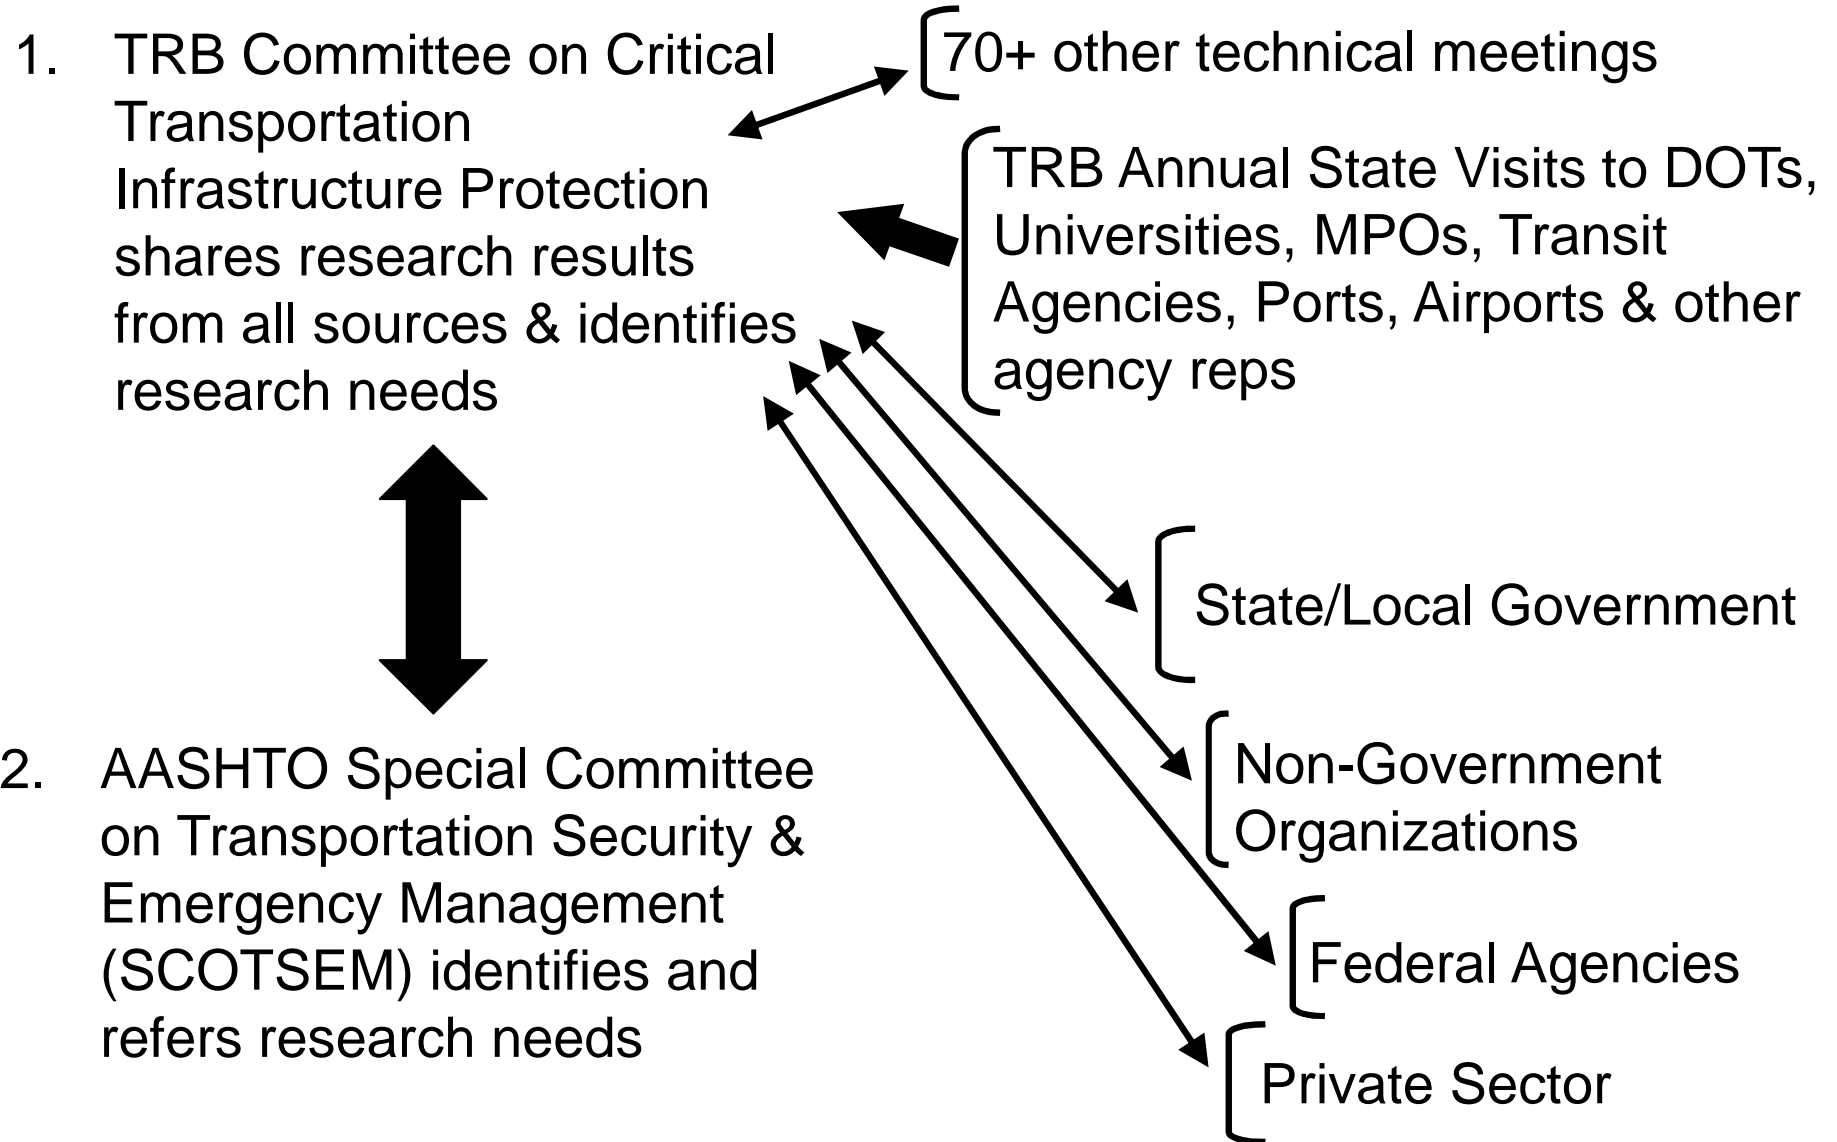 1. TRB Committee on Critical
Transportation
Infrastructure Protection
shares research results
from all sources & identifies
research needs
70+ other technical meetings
TRB Annual State Visits to DOTs,
Universities, MPOs, Transit
Agencies, Ports, Airports & other
agency reps
State/Local Government
2. AASHTO Special Committee
on Transportation Security &
Emergency Management
(SCOTSEM) identifies and
refers research needs
Non-Government
Organizations
Federal Agencies
Private Sector